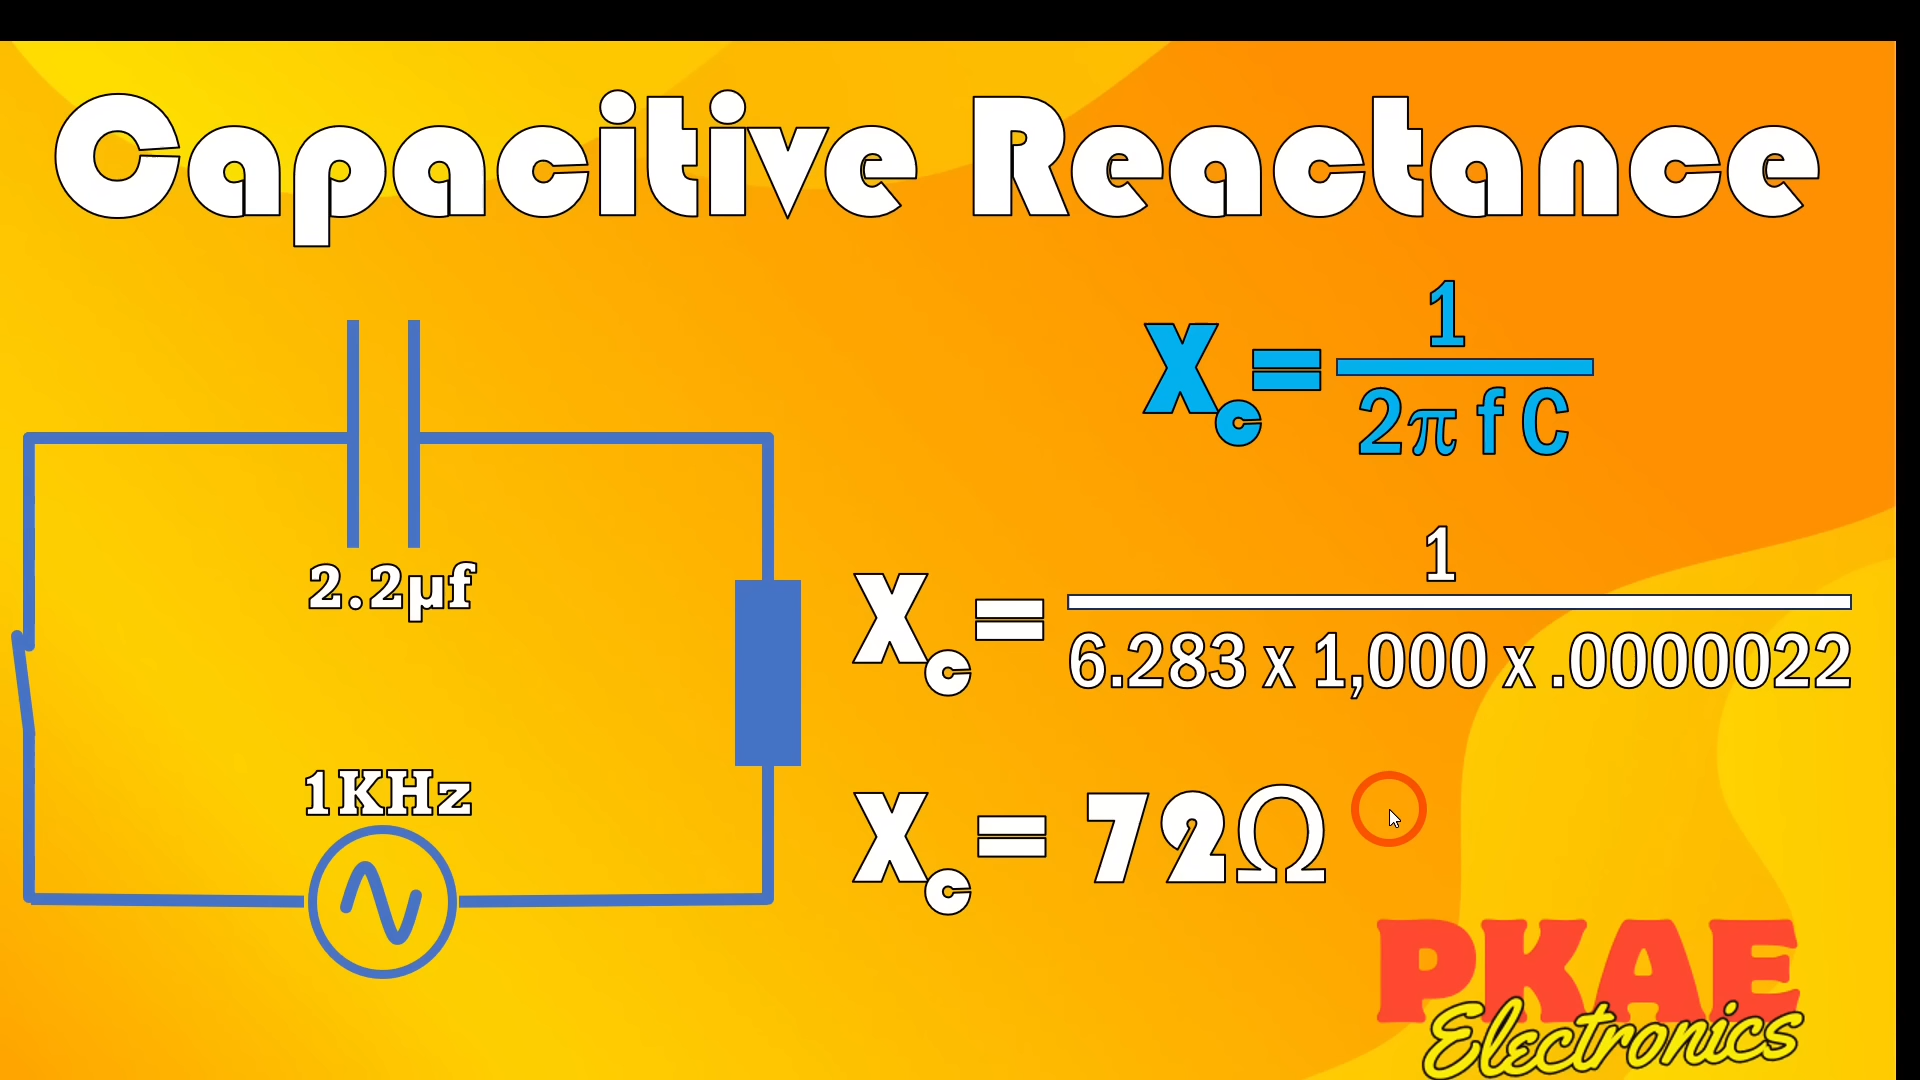 Capacitive Reactance
Xc= 1
2π f C
2.2µf
Xc= 1
6.283 x 1,000 x .0000022
1KHz
Xc= 72Ω
PKAE
Electronics